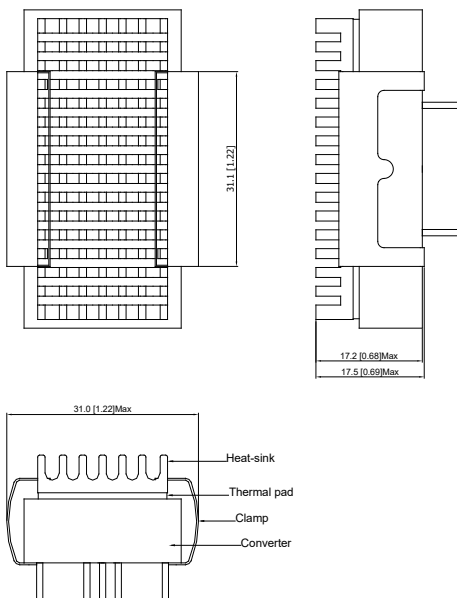 31.1 [1.22]
17.2 [0.68]Max
17.5 [0.69]Max
31.0 [1.22]Max
Heat-sink
Thermal pad
Clamp
Converter